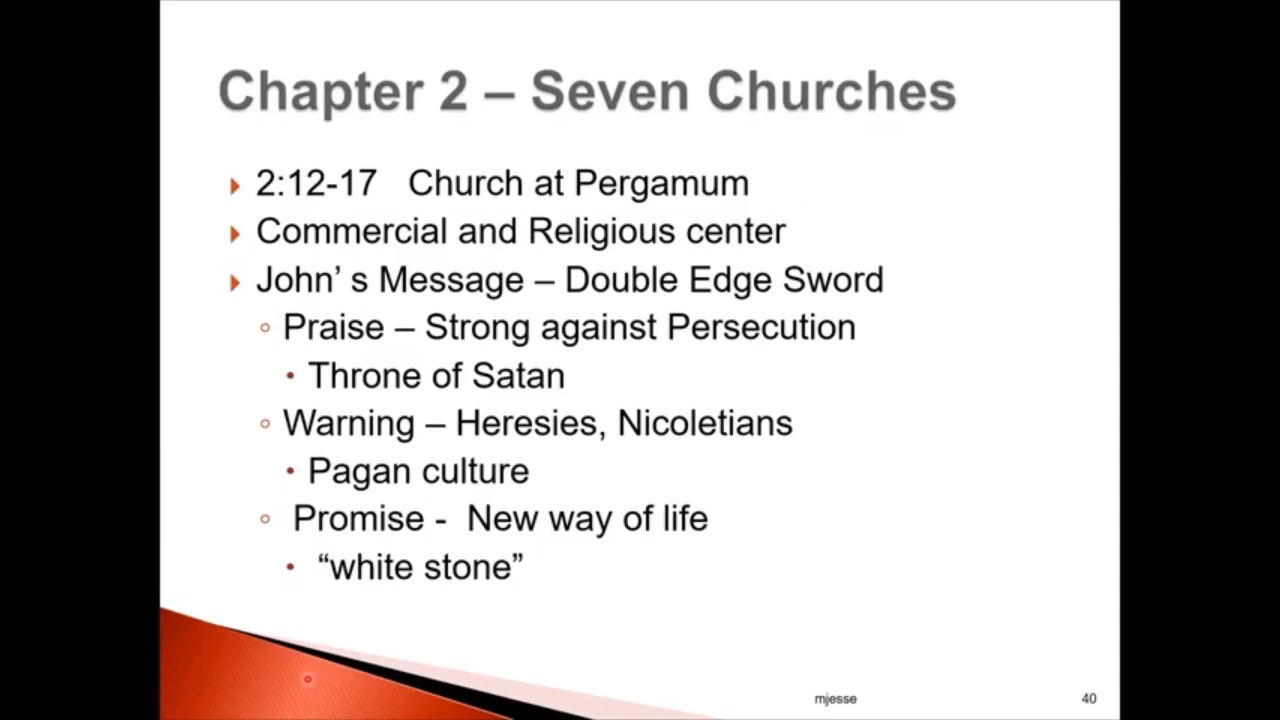 Chapter 2 – Seven Churches
2:12-17 Church at Pergamum
Commercial and Religious center
John’ s Message – Double Edge Sword
Praise – Strong against Persecution
Throne of Satan
Warning – Heresies, Nicoletians
Pagan culture
Promise - New way of life
“white stone”
mjesse
40